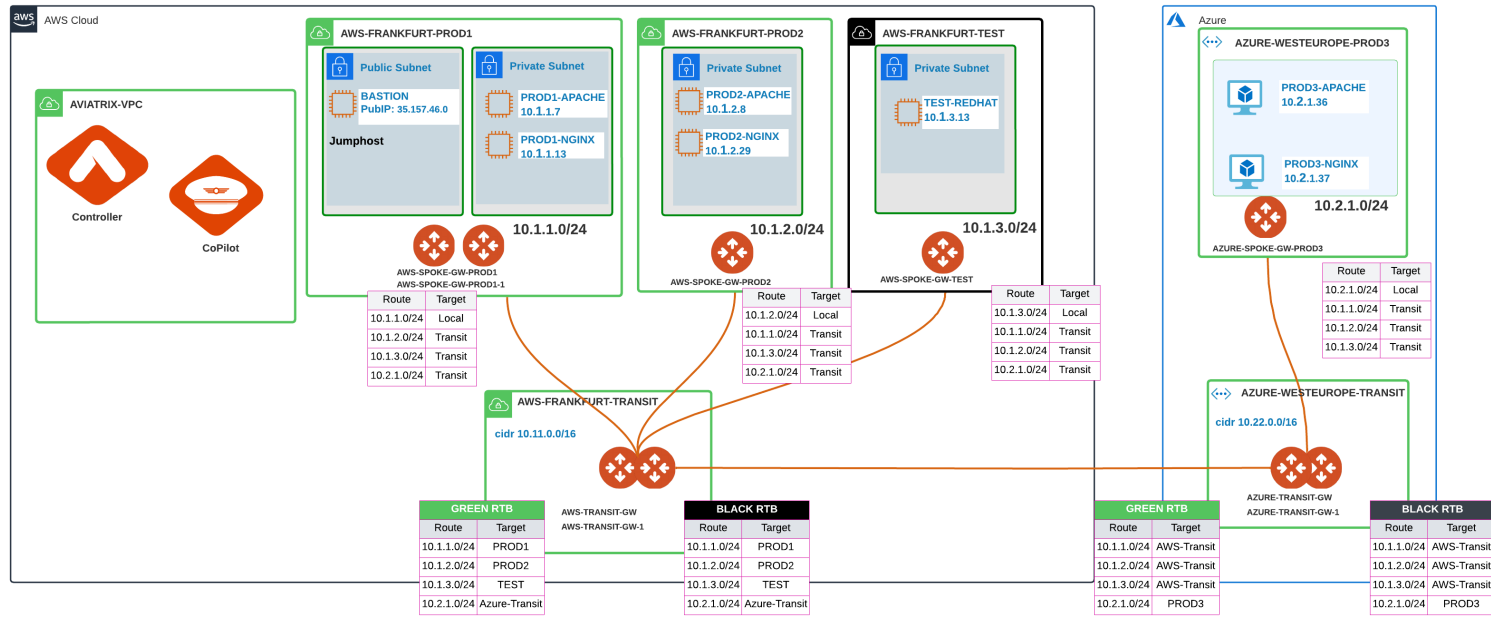 aws
AWS Cloud
AVIATRIX-VPC
Controller
CoPilot
AWS-FRANKFURT-PROD1
Public Subnet
BASTION
PubIP: 35.157.46.0
Jumphost
Private Subnet
PROD1-APACHE
10.1.1.7
PROD1-NGINX
10.1.1.13
10.1.1.0/24
AWS-SPOKE-GW-PROD1
AWS-SPOKE-GW-PROD1-1
Route Target
10.1.1.0/24 Local
10.1.2.0/24 Transit
10.1.3.0/24 Transit
10.2.1.0/24 Transit
AWS-FRANKFURT-PROD2
Private Subnet
PROD2-APACHE
10.1.2.8
PROD2-NGINX
10.1.2.29
10.1.2.0/24
AWS-SPOKE-GW-PROD2
Route Target
10.1.2.0/24 Local
10.1.1.0/24 Transit
10.1.3.0/24 Transit
10.2.1.0/24 Transit
AWS-FRANKFURT-TEST
Private Subnet
TEST-REDHAT
10.1.3.13
10.1.3.0/24
AWS-SPOKE-GW-TEST
Route Target
10.1.3.0/24 Local
10.1.1.0/24 Transit
10.1.2.0/24 Transit
10.2.1.0/24 Transit
Azure
AZURE-WESTEUROPE-PROD3
PROD3-APACHE
10.2.1.36
PROD3-NGINX
10.2.1.37
10.2.1.0/24
AZURE-SPOKE-GW-PROD3
Route Target
10.2.1.0/24 Local
10.1.1.0/24 Transit
10.1.2.0/24 Transit
10.1.3.0/24 Transit
AWS-FRANKFURT-TRANSIT
cidr 10.11.0.0/16
AWS-TRANSIT-GW
AWS-TRANSIT-GW-1
GREEN RTB
Route Target
10.1.1.0/24 PROD1
10.1.2.0/24 PROD2
10.1.3.0/24 TEST
10.2.1.0/24 Azure-Transit
BLACK RTB
Route Target
10.1.1.0/24 PROD1
10.1.2.0/24 PROD2
10.1.3.0/24 TEST
10.2.1.0/24 Azure-Transit
AZURE-WESTEUROPE-TRANSIT
cidr 10.22.0.0/16
AZURE-TRANSIT-GW
AZURE-TRANSIT-GW-1
GREEN RTB
Route Target
10.1.1.0/24 AWS-Transit
10.1.2.0/24 AWS-Transit
10.1.3.0/24 AWS-Transit
10.2.1.0/24 PROD3
BLACK RTB
Route Target
10.1.1.0/24 AWS-Transit
10.1.2.0/24 AWS-Transit
10.1.3.0/24 AWS-Transit
10.2.1.0/24 PROD3